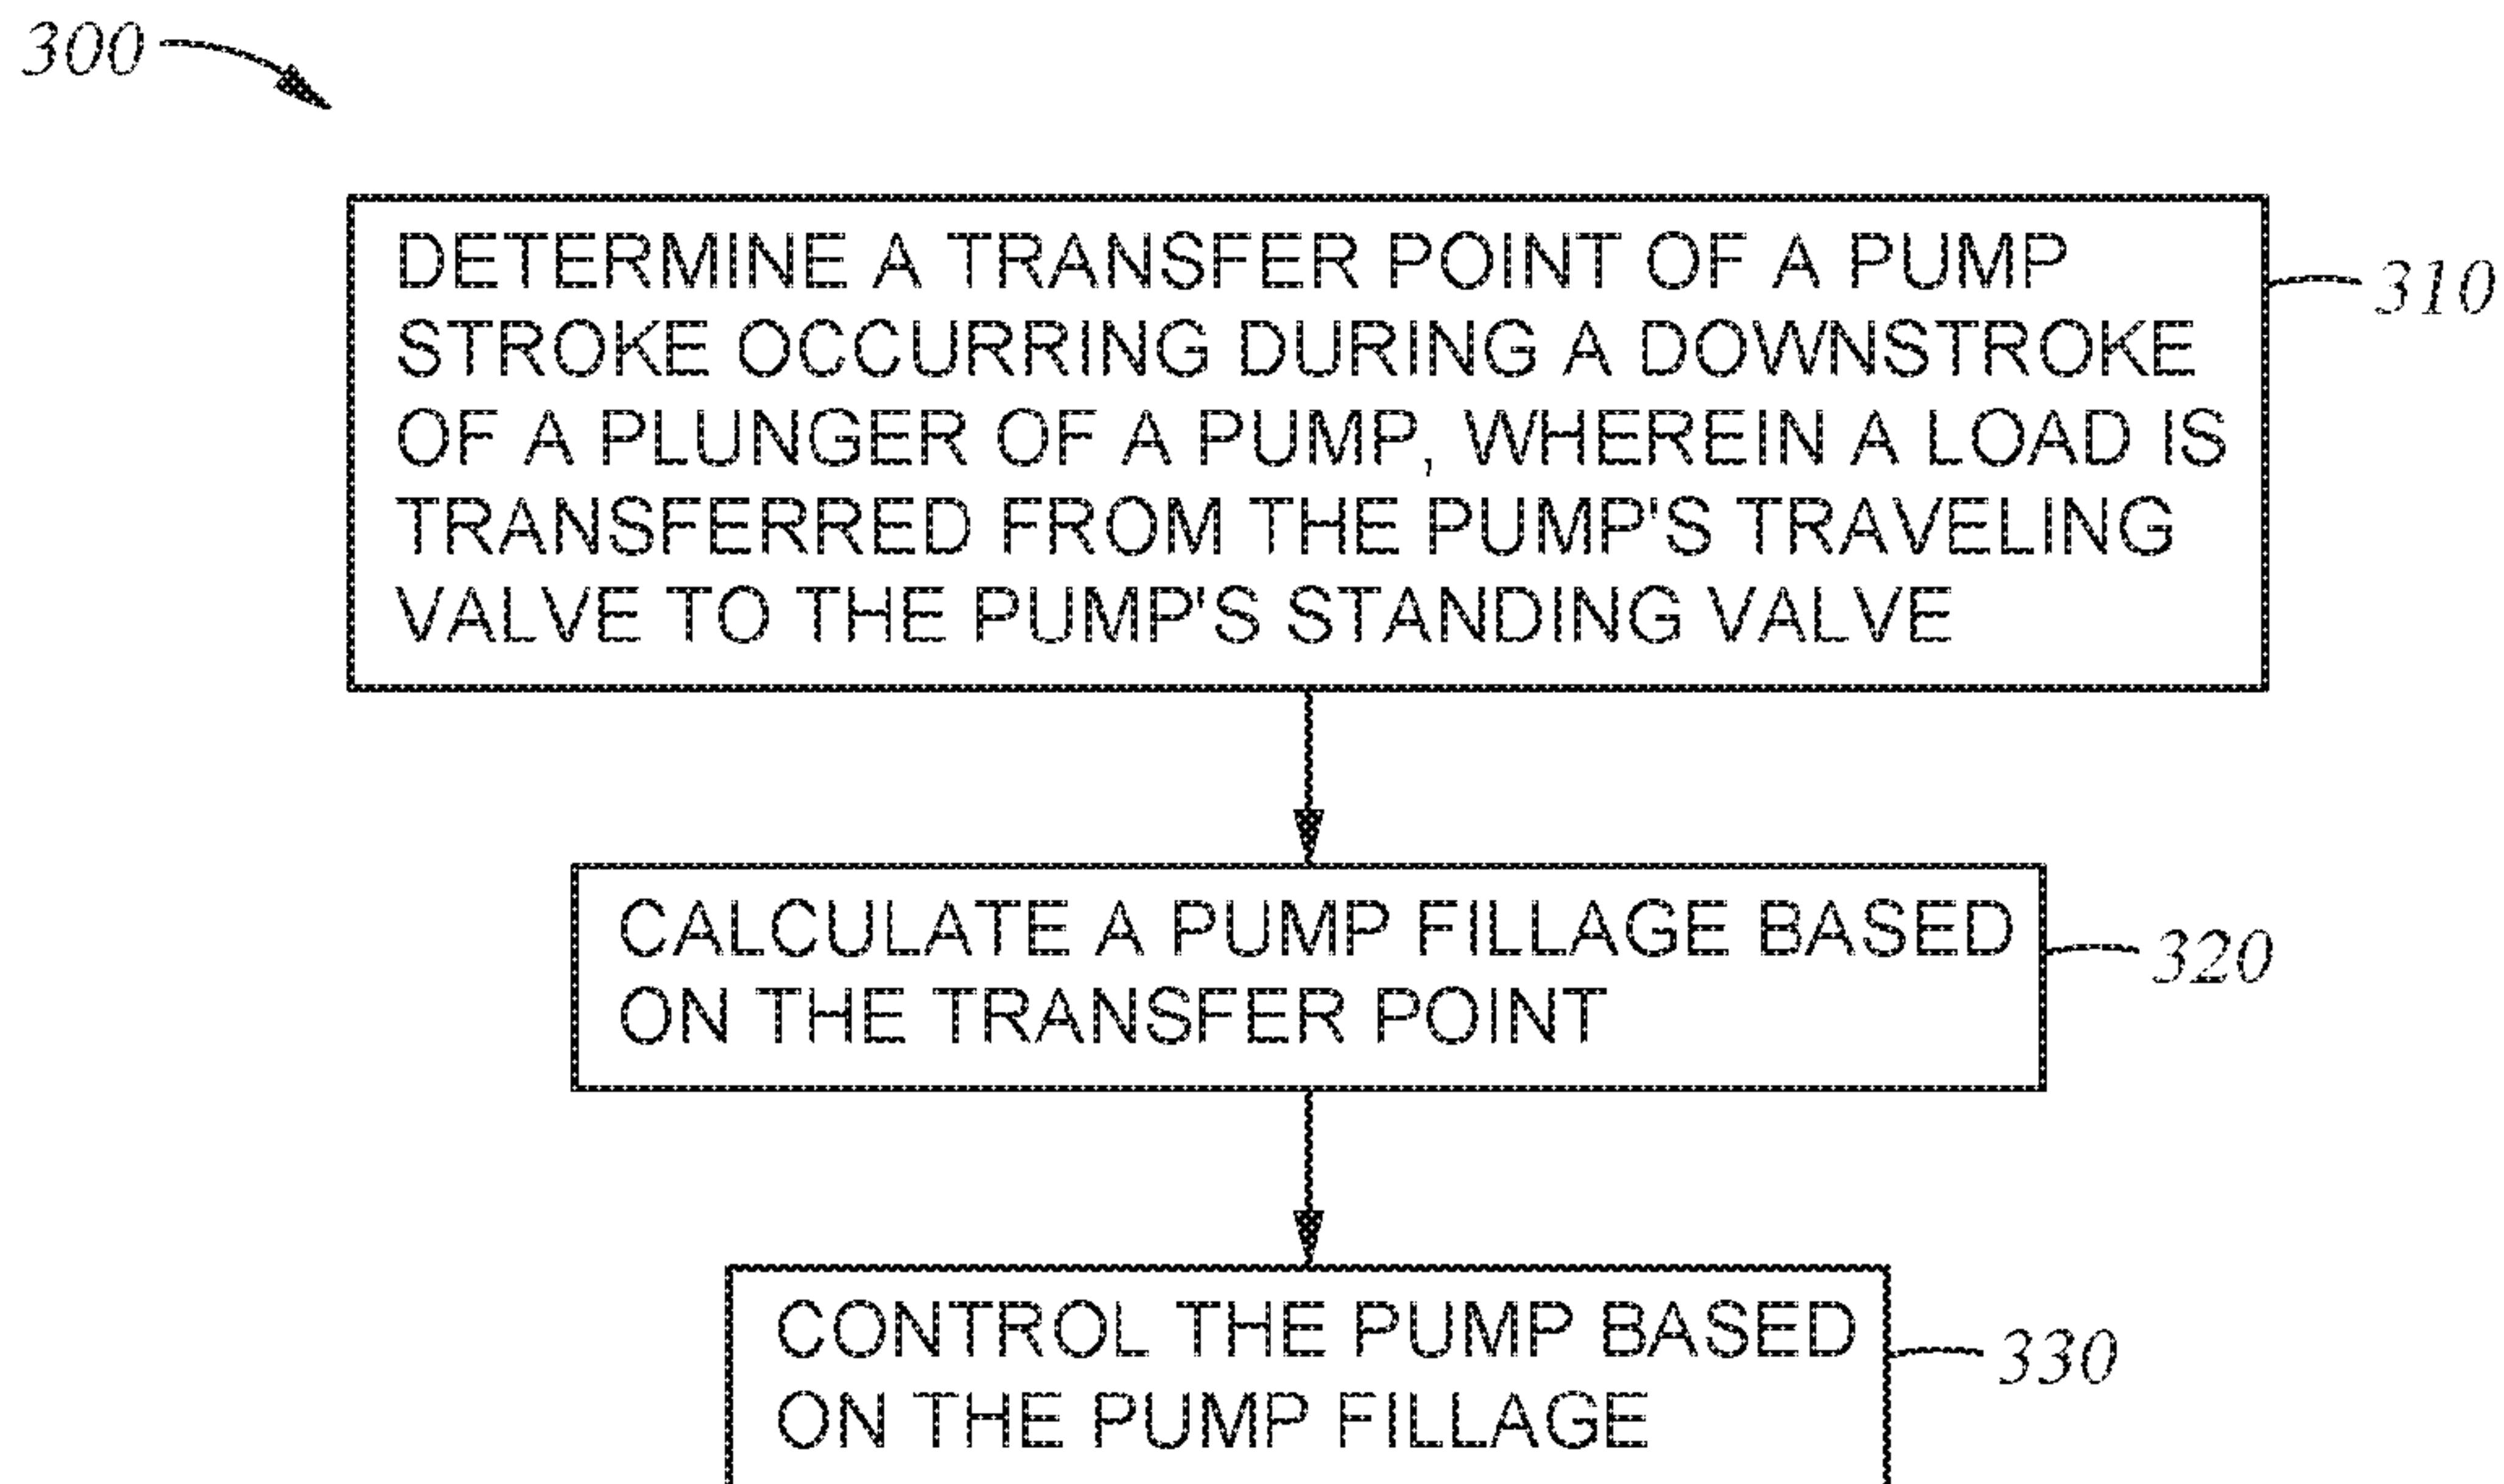 300
DETERMINE A TRANSFER POINT OF A PUMP
STROKE OCCURRING DURING A DOWNSTROKE
OF A PLUNGER OF A PUMP, WHEREIN A LOAD IS
TRANSFERRED FROM THE PUMP'S TRAVELING
VALVE TO THE PUMP'S STANDING VALVE
310
CALCULATE A PUMP FILLAGE BASED
ON THE TRANSFER POINT
320
CONTROL THE PUMP BASED
ON THE PUMP FILLAGE
330